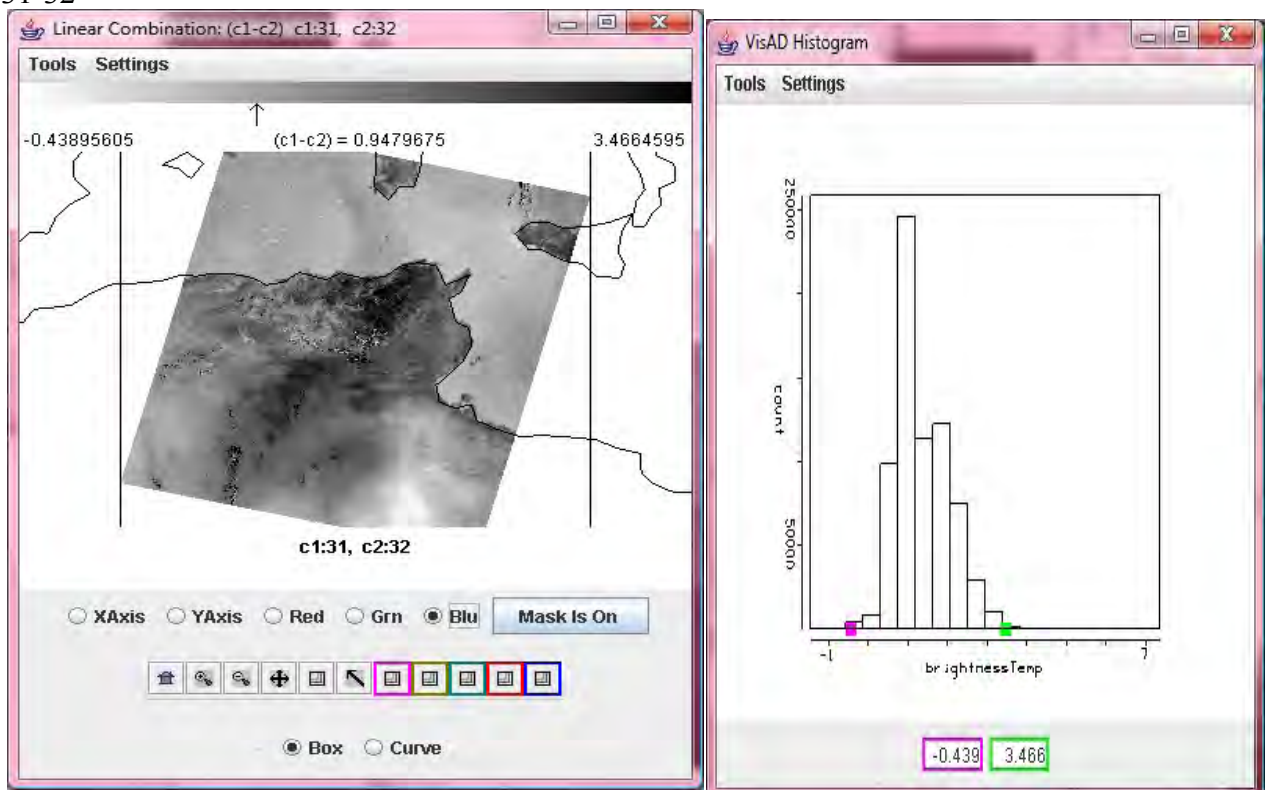 31-32
Linear Combination: (c1-c2) c1:31, c2:32
Tools Settings
-0.43895605 (c1-c2) = 0.9479675 3.4664595
c1:31, c2:32
XAxis YAxis Red Grn Blu Mask Is On
Box Curve
VisAD Histogram
Tools Settings
250000
count
50000
-1 7
brightnessTemp
-0.439 3.466